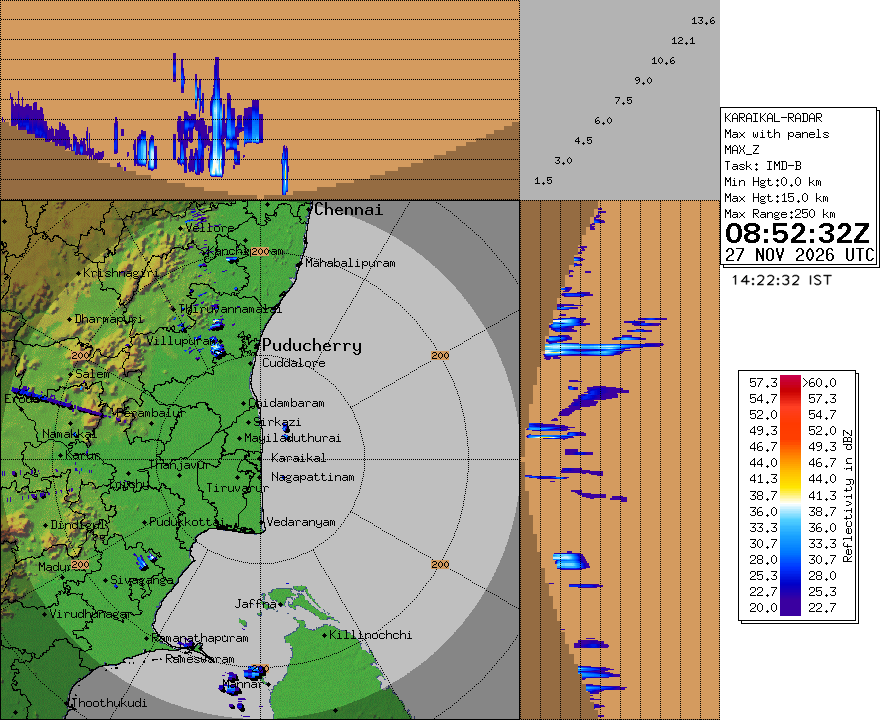 13.6
12.1
10.6
9.0
7.5
6.0
4.5
3.0
1.5
KARAIKAL-RADAR
Max with panels
MAX_Z
Task: IMD-B
Min Hgt:0.0 km
Max Hgt:15.0 km
Max Range:250 km
08:52:32Z
27 NOV 2026 UTC
14:22:32 IST
Chennai
Vellore
200
Mahabalipuram
Krishnagiri
Thiruvannamalai
Dharmapuri
Villupuram
Puducherry
200
200
Cuddalore
Salem
Erode
Chidambaram
Perambalur
Sirkazi
Namakkal
Mayiladuthurai
Karur
Karaikal
Thanjavur
Nagapattinam
Tiruvarur
Dindigul
Pudukkottai
Vedaranyam
200
200
Madurai
Sivaganga
Jaffna
Virudhunagar
Killinochchi
Ramanathapuram
Rameswaram
Mannar
Thoothukudi
57.3 >60.0
54.7 57.3
52.0 54.7
49.3 52.0
46.7 49.3
44.0 46.7
41.3 44.0
38.7 41.3
36.0 38.7
33.3 36.0
30.7 33.3
28.0 30.7
25.3 28.0
22.7 25.3
20.0 22.7
Reflectivity in dBZ